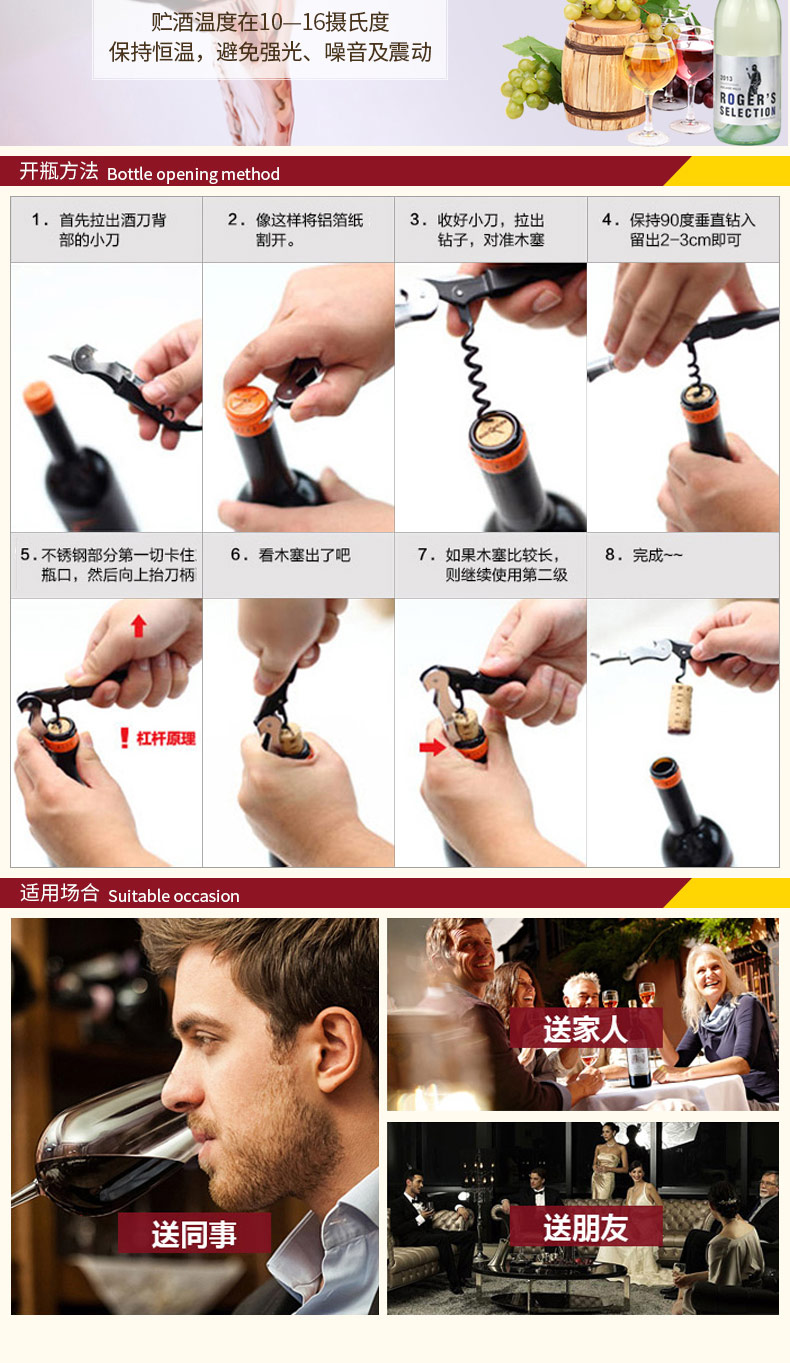 贮酒温度在10—16摄氏度
保持恒温，避免强光、噪音及震动
2013
ROGER'S
SELECTION
开瓶方法 Bottle opening method
1. 首先拉出酒刀背
部的小刀
2. 像这样将铝箔纸
割开。
3. 收好小刀，拉出
钻子，对准木塞
4. 保持90度垂直钻入
留出2-3cm即可
5. 不锈钢部分第一切卡住
瓶口，然后向上抬刀柄
6. 看木塞出了吧
7. 如果木塞比较长，
则继续使用第二级
8. 完成~~
! 杠杆原理
适用场合 Suitable occasion
送家人
送同事
送朋友